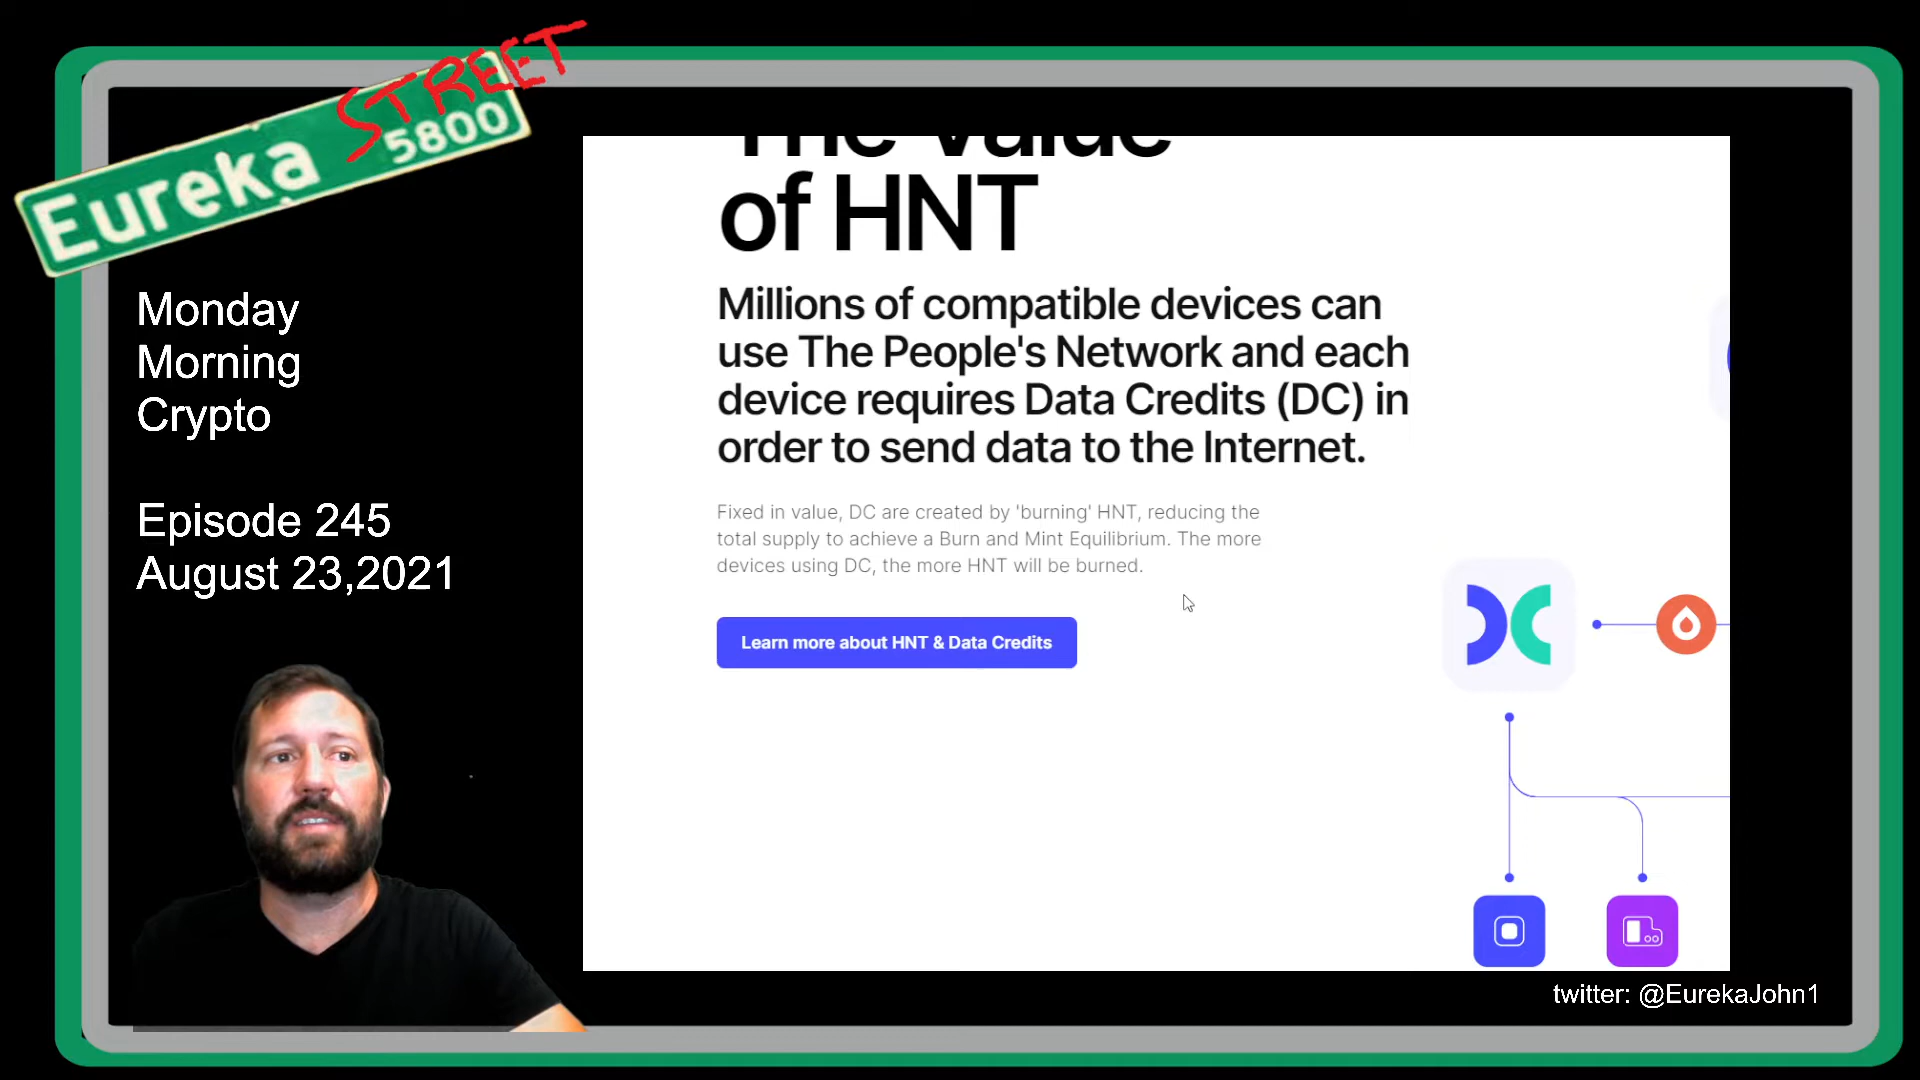 Eureka
STREET
5800
Monday
Morning
Crypto
Episode 245
August 23,2021
The Value
of HNT
Millions of compatible devices can
use The People's Network and each
device requires Data Credits (DC) in
order to send data to the Internet.
Fixed in value, DC are created by 'burning' HNT, reducing the
total supply to achieve a Burn and Mint Equilibrium. The more
devices using DC, the more HNT will be burned.
Learn more about HNT & Data Credits
twitter: @EurekaJohn1